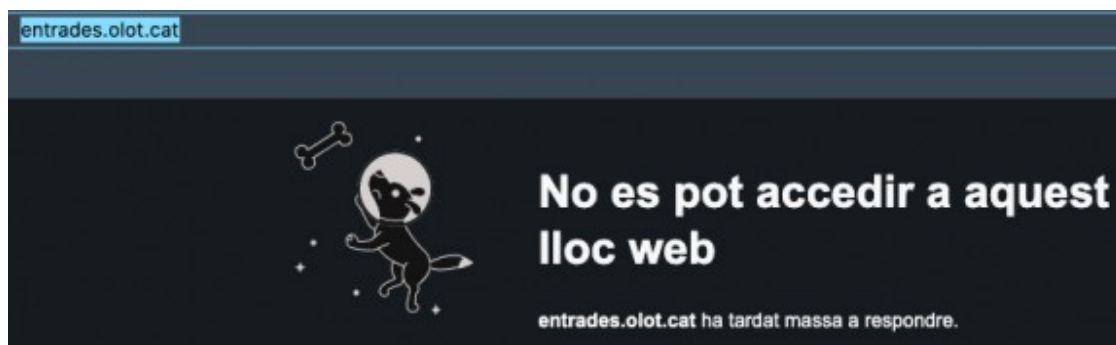 entrades.olot.cat
No es pot accedir a aquest
lloc web
entrades.olot.cat ha tardat massa a respondre.